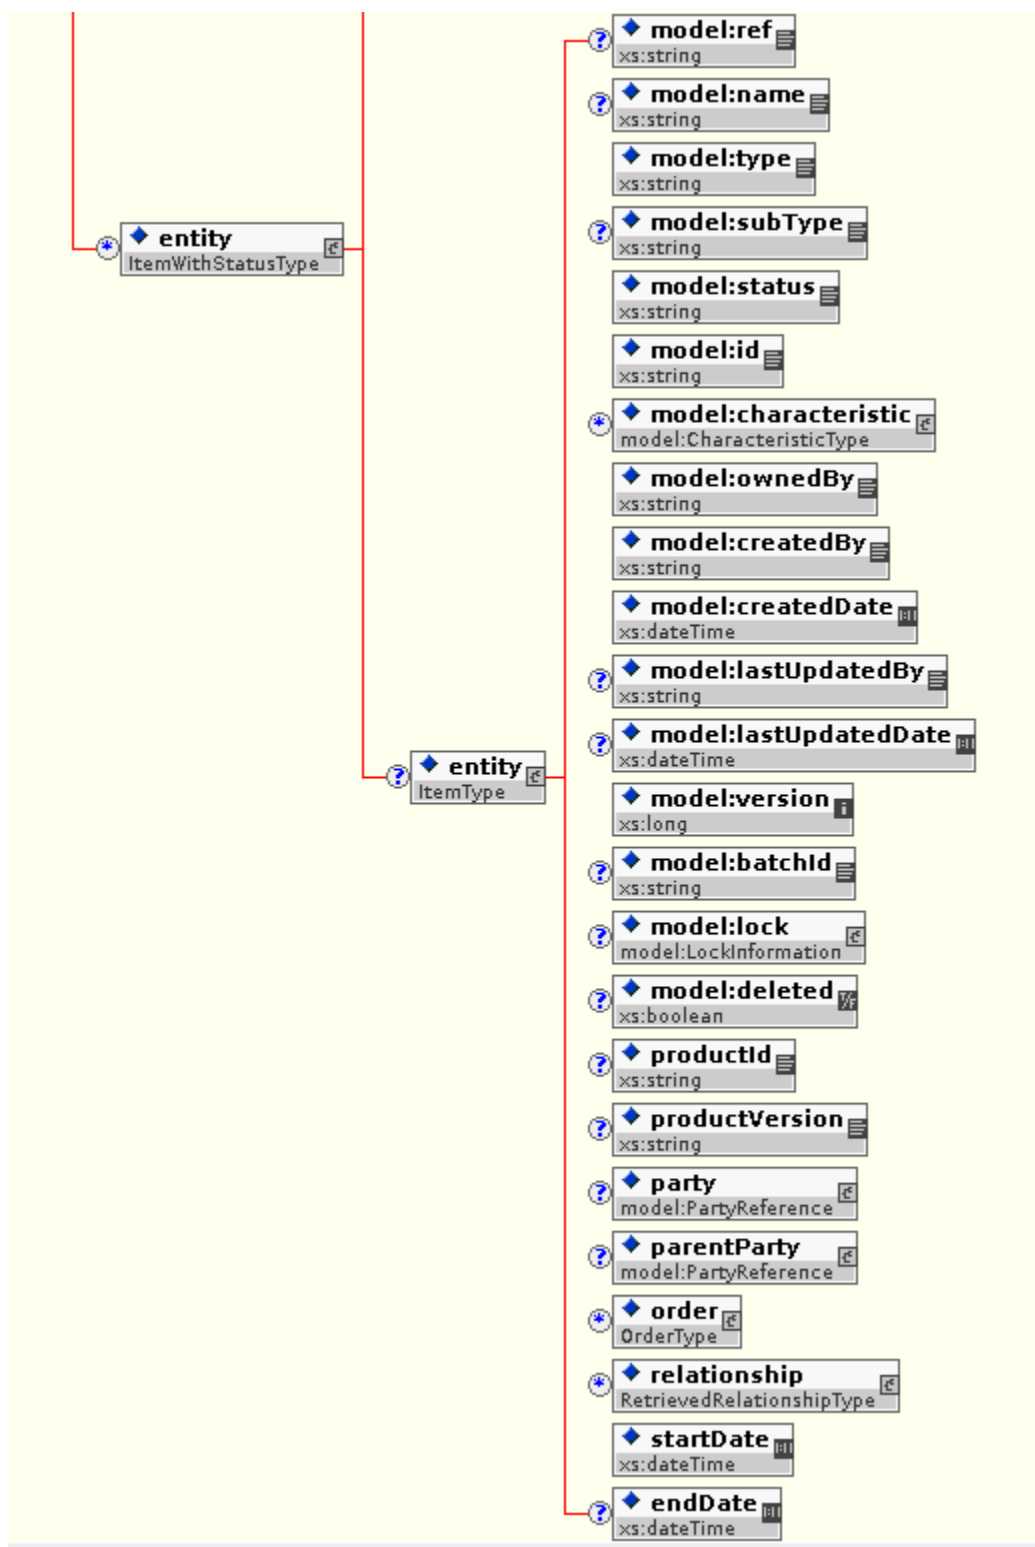 ? model:ref
xs:string
? model:name
xs:string
model:type
xs:string
? model:subType
xs:string
* entity
ItemWithStatusType
model:status
xs:string
model:id
xs:string
* model:characteristic
model:CharacteristicType
model:ownedBy
xs:string
model:createdBy
xs:string
model:createdDate
xs:dateTime
? model:lastUpdatedBy
xs:string
? model:lastUpdatedDate
xs:dateTime
? entity
ItemType
model:version
xs:long
? model:batchId
xs:string
? model:lock
model:LockInformation
? model:deleted
xs:boolean
? productId
xs:string
? productVersion
xs:string
? party
model:PartyReference
? parentParty
model:PartyReference
* order
OrderType
* relationship
RetrievedRelationshipType
startDate
xs:dateTime
? endDate
xs:dateTime